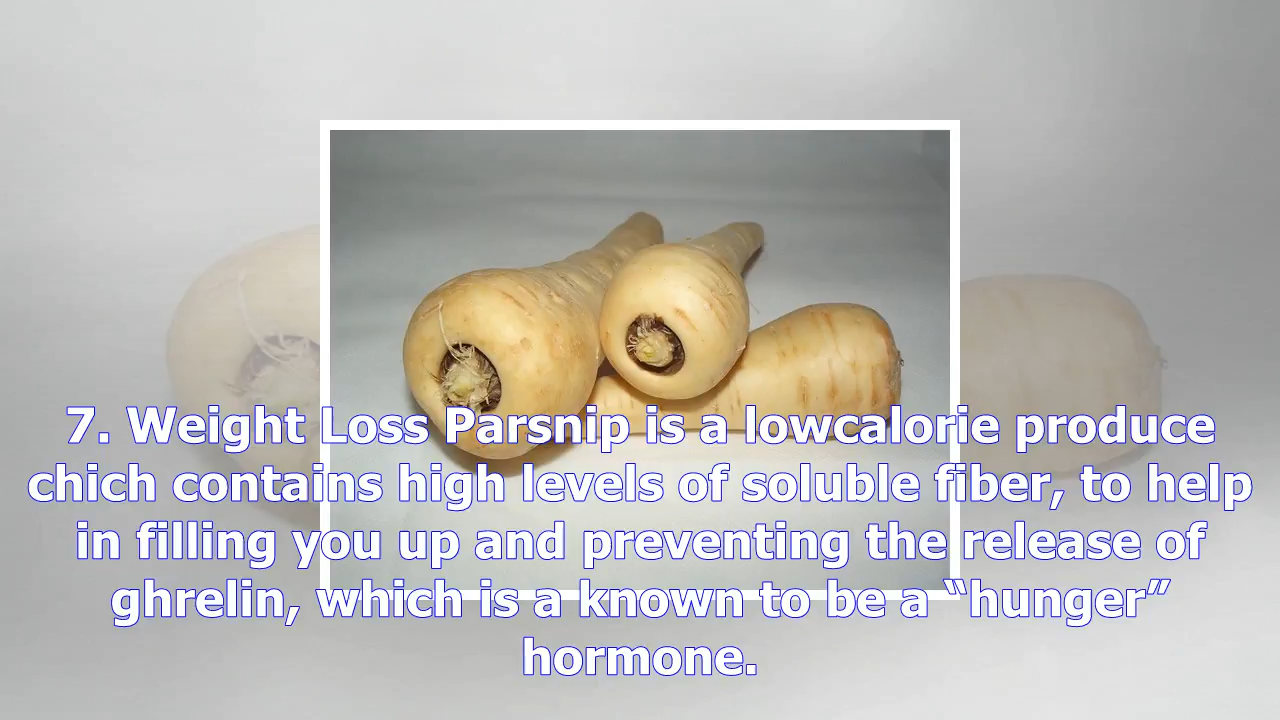 7. Weight Loss Parsnip is a lowcalorie produce
chich contains high levels of soluble fiber, to help
in filling you up and preventing the release of
ghrelin, which is a known to be a “hunger”
hormone.